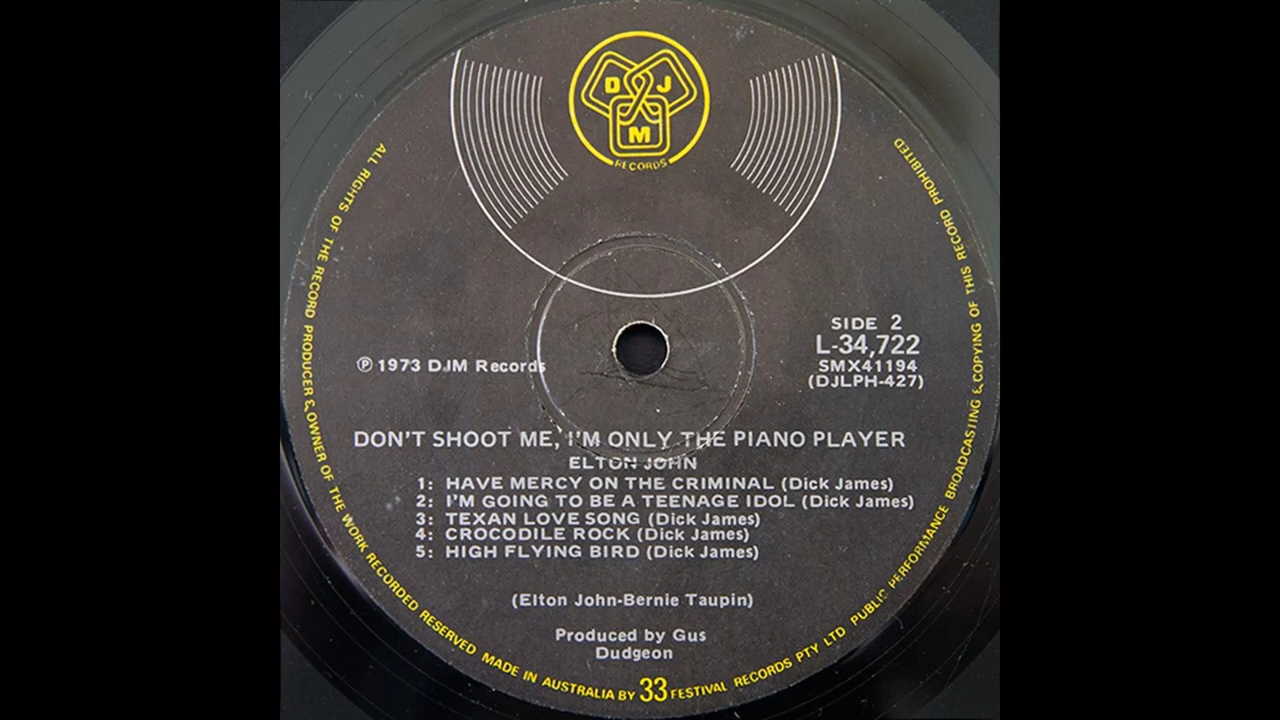 D J
M
RECORDS
ALL RIGHTS OF THE RECORD PRODUCER & OWNER OF THE WORK RECORDED RESERVED MADE IN AUSTRALIA BY 33 FESTIVAL RECORDS PTY LTD PUBLIC PERFORMANCE BROADCASTING & COPYING OF THIS RECORD PROHIBITED
SIDE 2
L-34,722
SMX41194
(DJLPH-427)
℗ 1973 DJM Records
DON'T SHOOT ME, I'M ONLY THE PIANO PLAYER
ELTON JOHN
1: HAVE MERCY ON THE CRIMINAL (Dick James)
2: I'M GOING TO BE A TEENAGE IDOL (Dick James)
3: TEXAN LOVE SONG (Dick James)
4: CROCODILE ROCK (Dick James)
5: HIGH FLYING BIRD (Dick James)
(Elton John-Bernie Taupin)
Produced by Gus
Dudgeon